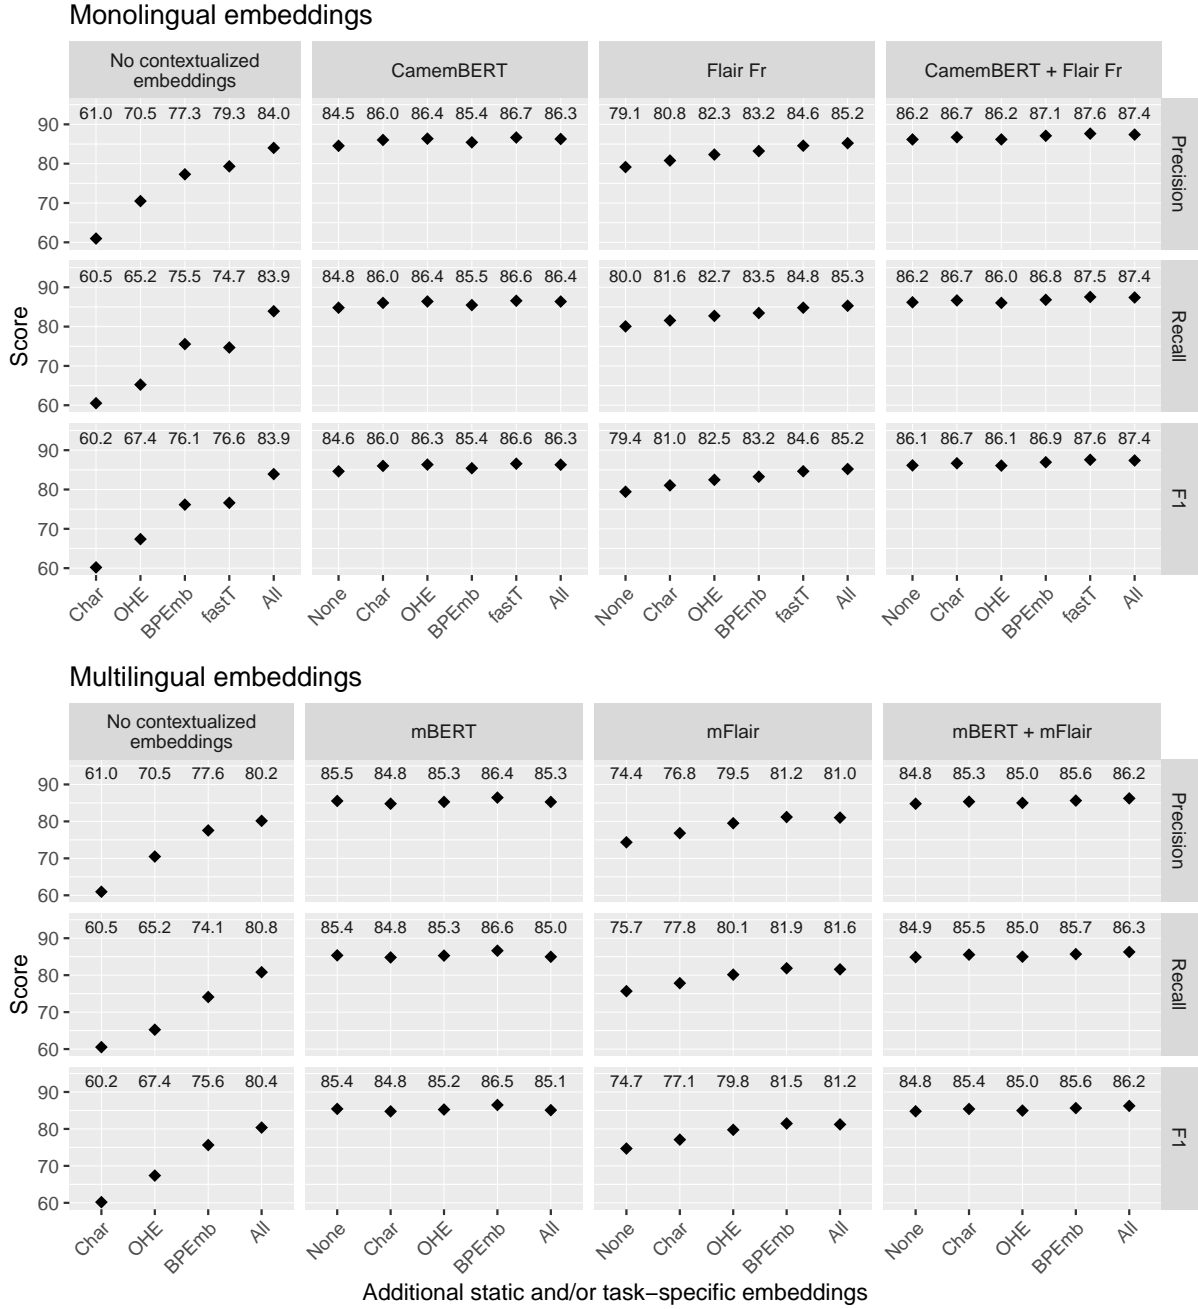 Monolingual embeddings
No contextualized
embeddings
CamemBERT
Flair Fr
CamemBERT + Flair Fr
61.0 70.5 77.3 79.3 84.0
84.5 86.0 86.4 85.4 86.7 86.3
79.1 80.8 82.3 83.2 84.6 85.2
86.2 86.7 86.2 87.1 87.6 87.4
90
80
70
60
Precision
60.5 65.2 75.5 74.7 83.9
84.8 86.0 86.4 85.5 86.6 86.4
80.0 81.6 82.7 83.5 84.8 85.3
86.2 86.7 86.0 86.8 87.5 87.4
90
80
70
60
Recall
Score
60.2 67.4 76.1 76.6 83.9
84.6 86.0 86.3 85.4 86.6 86.3
79.4 81.0 82.5 83.2 84.6 85.2
86.1 86.7 86.1 86.9 87.6 87.4
90
80
70
60
F1
Char OHE BPEmb fastT All
None Char OHE BPEmb fastT All
None Char OHE BPEmb fastT All
None Char OHE BPEmb fastT All
Multilingual embeddings
No contextualized
embeddings
mBERT
mFlair
mBERT + mFlair
61.0 70.5 77.6 80.2
85.5 84.8 85.3 86.4 85.3
74.4 76.8 79.5 81.2 81.0
84.8 85.3 85.0 85.6 86.2
90
80
70
60
Precision
60.5 65.2 74.1 80.8
85.4 84.8 85.3 86.6 85.0
75.7 77.8 80.1 81.9 81.6
84.9 85.5 85.0 85.7 86.3
90
80
70
60
Recall
Score
60.2 67.4 75.6 80.4
85.4 84.8 85.2 86.5 85.1
74.7 77.1 79.8 81.5 81.2
84.8 85.4 85.0 85.6 86.2
90
80
70
60
F1
Char OHE BPEmb All
None Char OHE BPEmb All
None Char OHE BPEmb All
None Char OHE BPEmb All
Additional static and/or task−specific embeddings